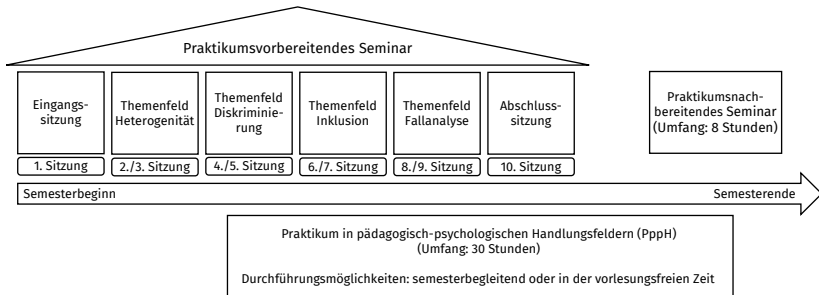 Praktikumsvorbereitendes Seminar
Eingangs-
sitzung
Themenfeld
Heterogenität
Themenfeld
Diskriminie-
rung
Themenfeld
Inklusion
Themenfeld
Fallanalyse
Abschluss-
sitzung
Praktikumsnach-
bereitendes Seminar
(Umfang: 8 Stunden)
1. Sitzung
2./3. Sitzung
4./5. Sitzung
6./7. Sitzung
8./9. Sitzung
10. Sitzung
Semesterbeginn
Semesterende
Praktikum in pädagogisch-psychologischen Handlungsfeldern (PppH)
(Umfang: 30 Stunden)
Durchführungsmöglichkeiten: semesterbegleitend oder in der vorlesungsfreien Zeit